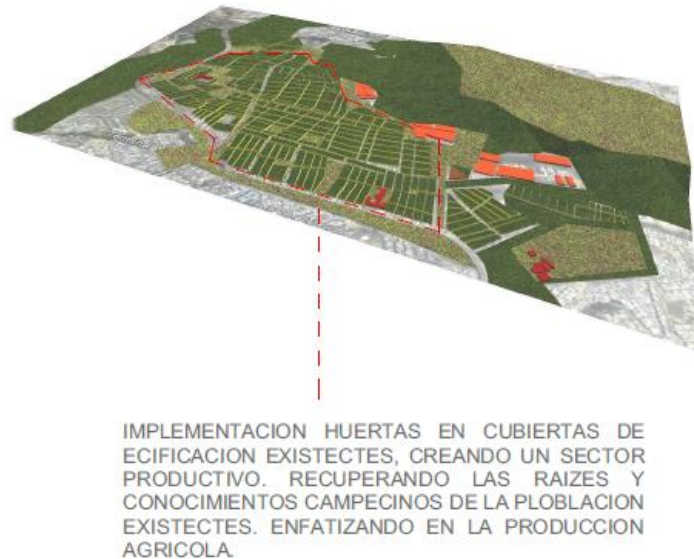 IMPLEMENTACION HUERTAS EN CUBIERTAS DE
ECIFICACION EXISTECTES, CREANDO UN SECTOR
PRODUCTIVO. RECUPERANDO LAS RAIZES Y
CONOCIMIENTOS CAMPECINOS DE LA PLOBLACION
EXISTECTES. ENFATIZANDO EN LA PRODUCCION
AGRICOLA.